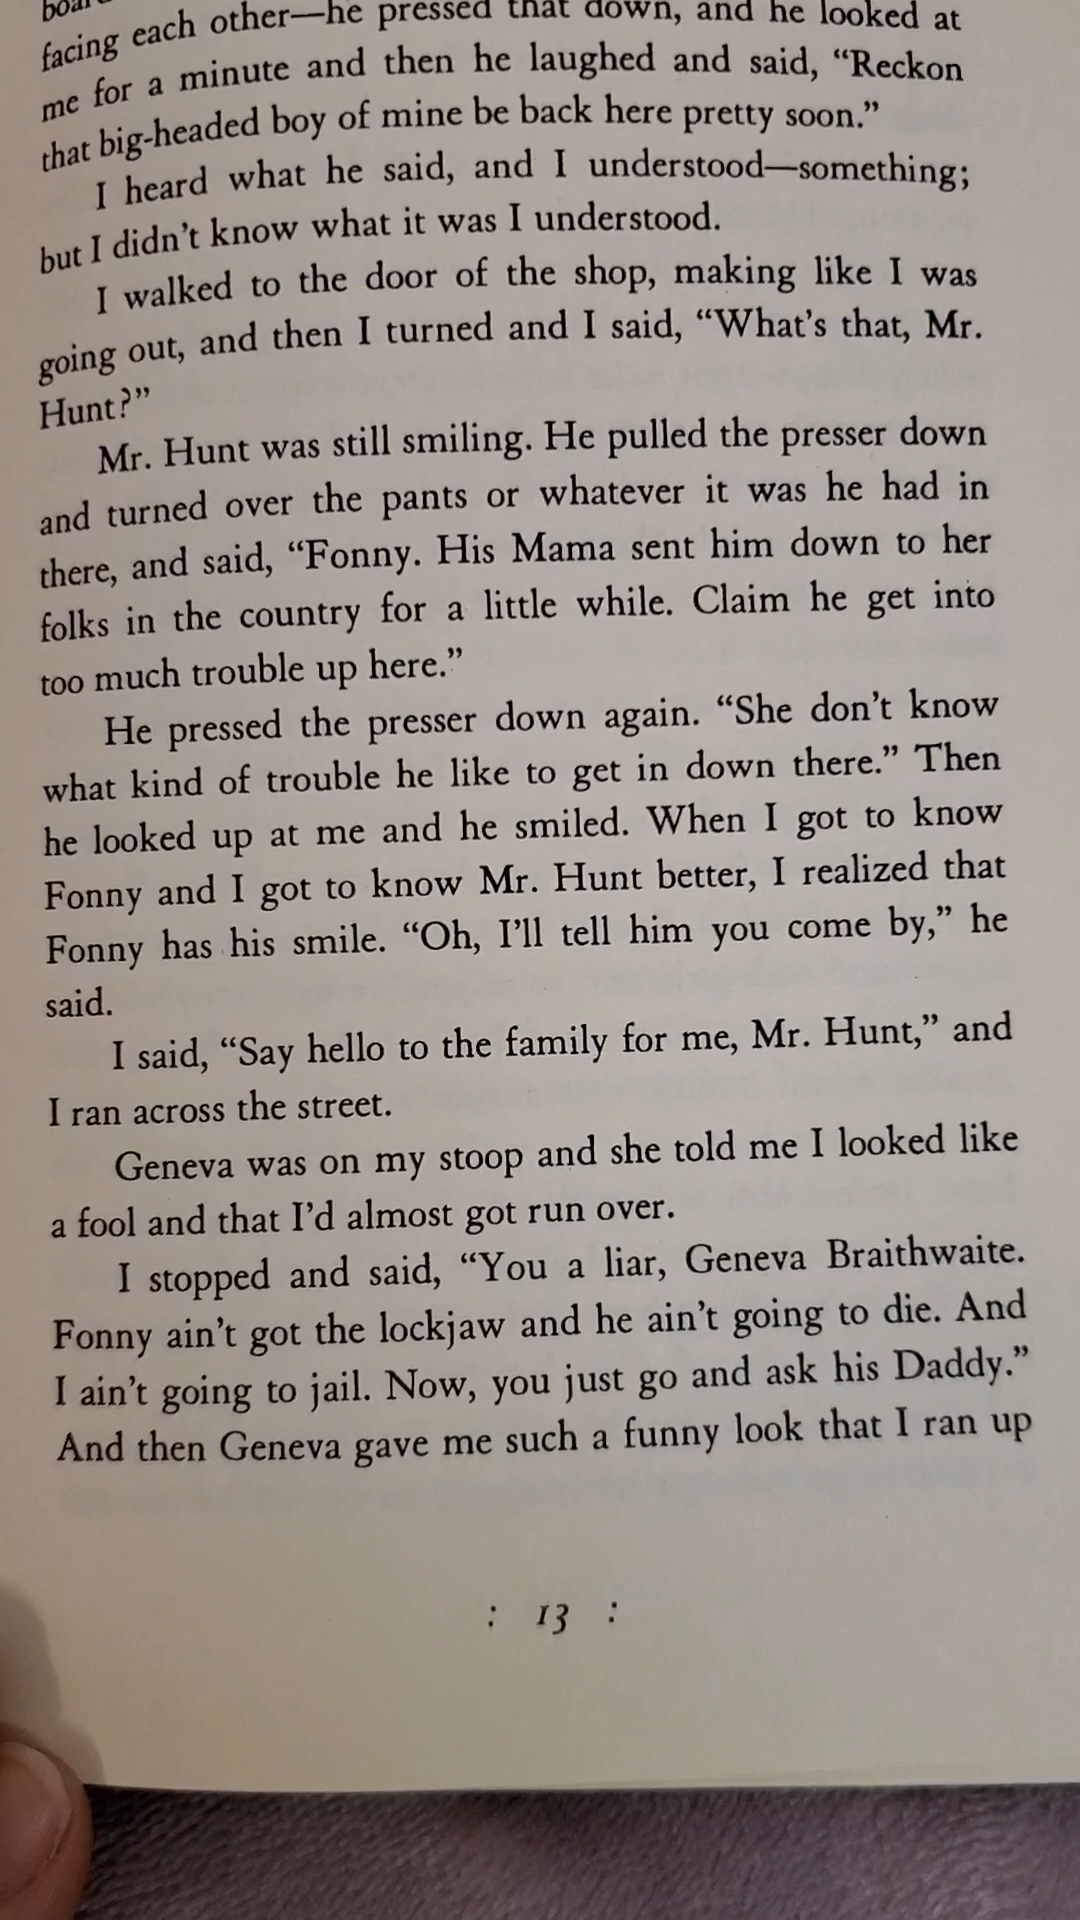 facing each other—he pressed that down, and he looked at
me for a minute and then he laughed and said, “Reckon
that big-headed boy of mine be back here pretty soon.”
I heard what he said, and I understood—something;
but I didn’t know what it was I understood.
I walked to the door of the shop, making like I was
going out, and then I turned and I said, “What’s that, Mr.
Hunt?”
Mr. Hunt was still smiling. He pulled the presser down
and turned over the pants or whatever it was he had in
there, and said, “Fonny. His Mama sent him down to her
folks in the country for a little while. Claim he get into
too much trouble up here.”
He pressed the presser down again. “She don’t know
what kind of trouble he like to get in down there.” Then
he looked up at me and he smiled. When I got to know
Fonny and I got to know Mr. Hunt better, I realized that
Fonny has his smile. “Oh, I’ll tell him you come by,” he
said.
I said, “Say hello to the family for me, Mr. Hunt,” and
I ran across the street.
Geneva was on my stoop and she told me I looked like
a fool and that I’d almost got run over.
I stopped and said, “You a liar, Geneva Braithwaite.
Fonny ain’t got the lockjaw and he ain’t going to die. And
I ain’t going to jail. Now, you just go and ask his Daddy.”
And then Geneva gave me such a funny look that I ran up
: 13 :